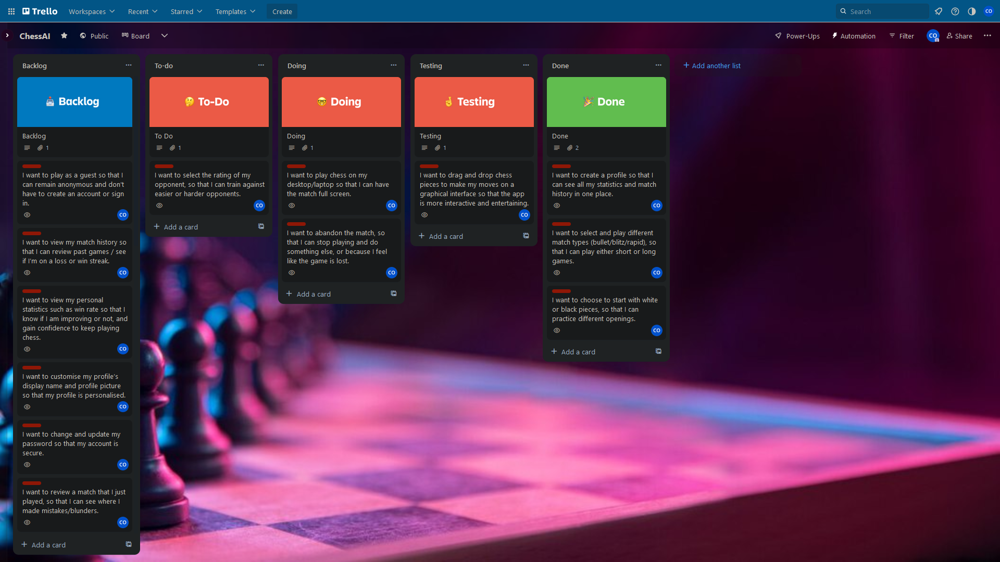 Trello
Workspaces
Recent
Starred
Templates
Create
Search
CO
ChessAI
Public
Board
Power-Ups
Automation
Filter
CO
Share
Backlog
Backlog
Backlog
1
I want to play as a guest so that I
can remain anonymous and don't
have to create an account or sign
in.
CO
I want to view my match history so
that I can review past games / see
if I'm on a loss or win streak.
CO
I want to view my personal
statistics such as win rate so that I
know if I am improving or not, and
gain confidence to keep playing
chess.
CO
I want to customise my profile's
display name and profile picture
so that my profile is personalised.
CO
I want to change and update my
password so that my account is
secure.
CO
I want to review a match that I just
played, so that I can see where I
made mistakes/blunders.
CO
Add a card
To-do
To-Do
To Do
1
I want to select the rating of my
opponent, so that I can train against
easier or harder opponents.
CO
Add a card
Doing
Doing
Doing
1
I want to play chess on my
desktop/laptop so that I can have
the match full screen.
CO
I want to abandon the match, so
that I can stop playing and do
something else, or because I feel
like the game is lost.
CO
Add a card
Testing
Testing
Testing
1
I want to drag and drop chess
pieces to make my moves on a
graphical interface so that the app
is more interactive and entertaining.
CO
Add a card
Done
Done
Done
2
I want to create a profile so that I
can see all my statistics and match
history in one place.
CO
I want to select and play different
match types (bullet/blitz/rapid), so
that I can play either short or long
games.
CO
I want to choose to start with white
or black pieces, so that I can
practice different openings.
CO
Add a card
Add another list